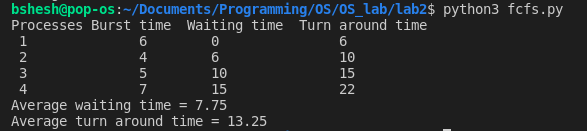 bshesh@pop-os:~/Documents/Programming/OS/OS_lab/lab2$ python3 fcfs.py
Processes Burst time  Waiting time  Turn around time
1 6 0 6
2 4 6 10
3 5 10 15
4 7 15 22
Average waiting time = 7.75
Average turn around time = 13.25